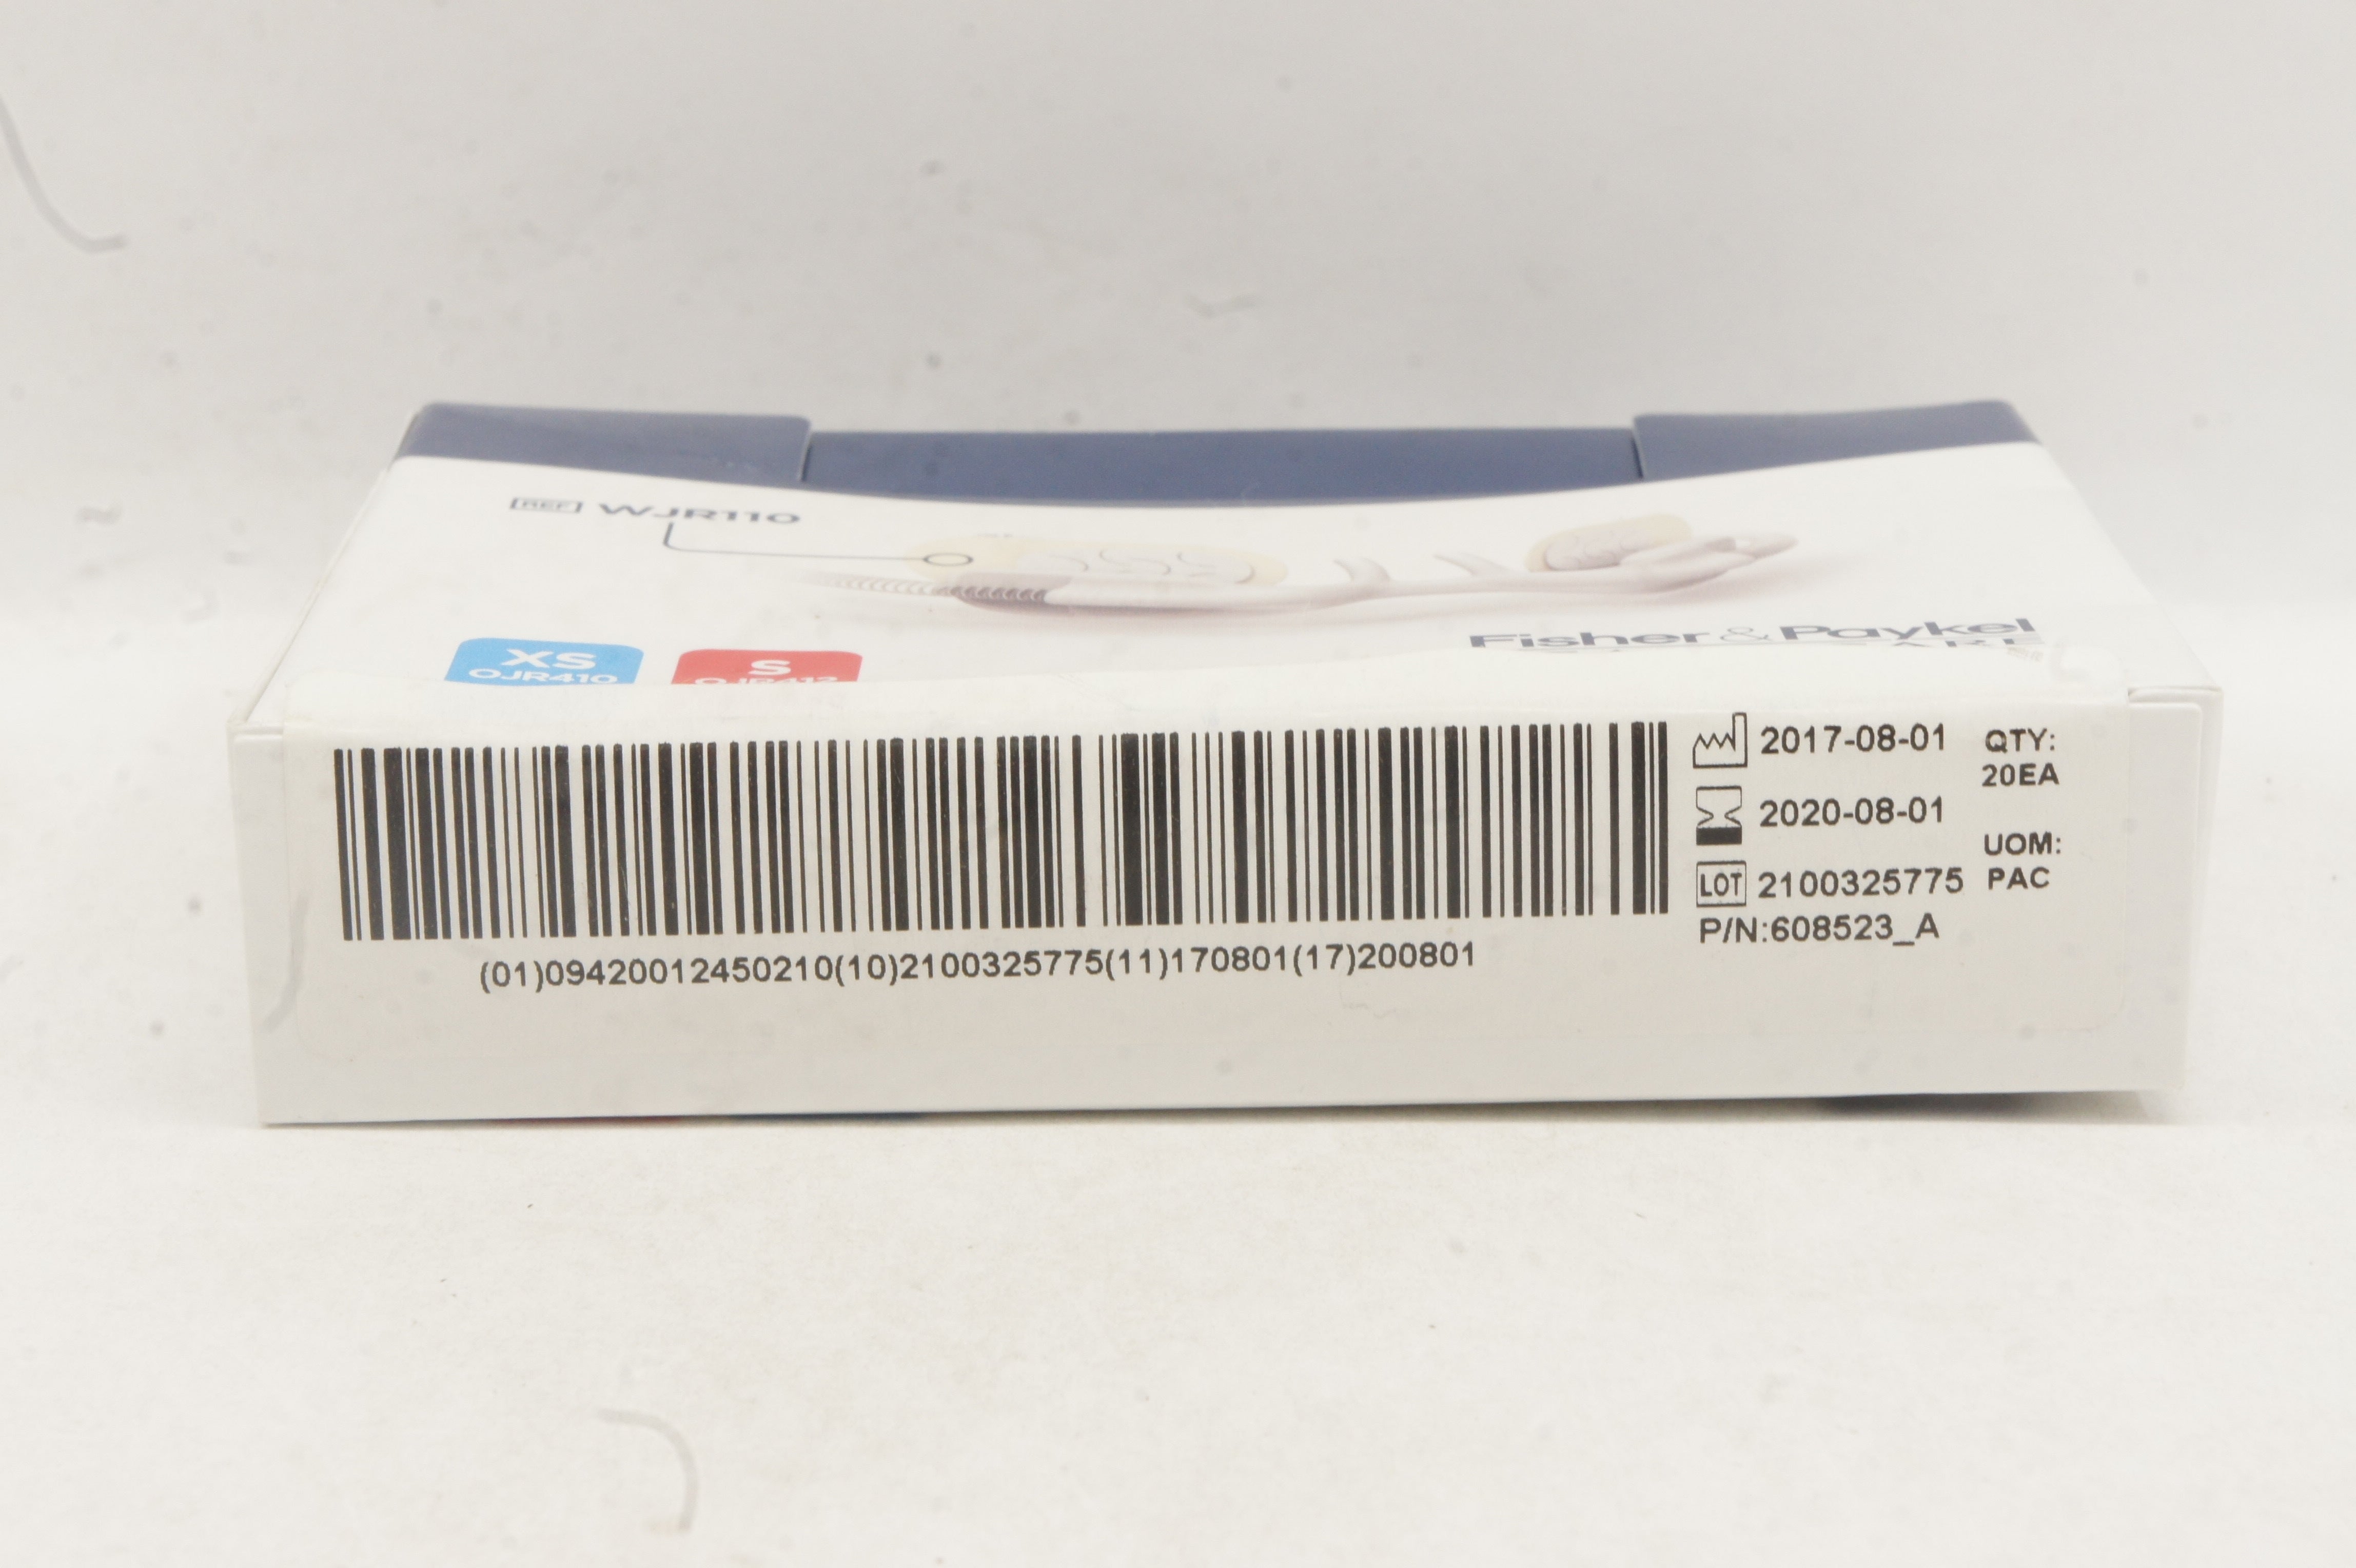 REF WJR110
Fisher & Paykel
XS
OJR410
S
OJR412
2017-08-01
QTY:
20EA
2020-08-01
UOM:
PAC
LOT 2100325775
P/N:608523_A
(01)09420012450210(10)2100325775(11)170801(17)200801